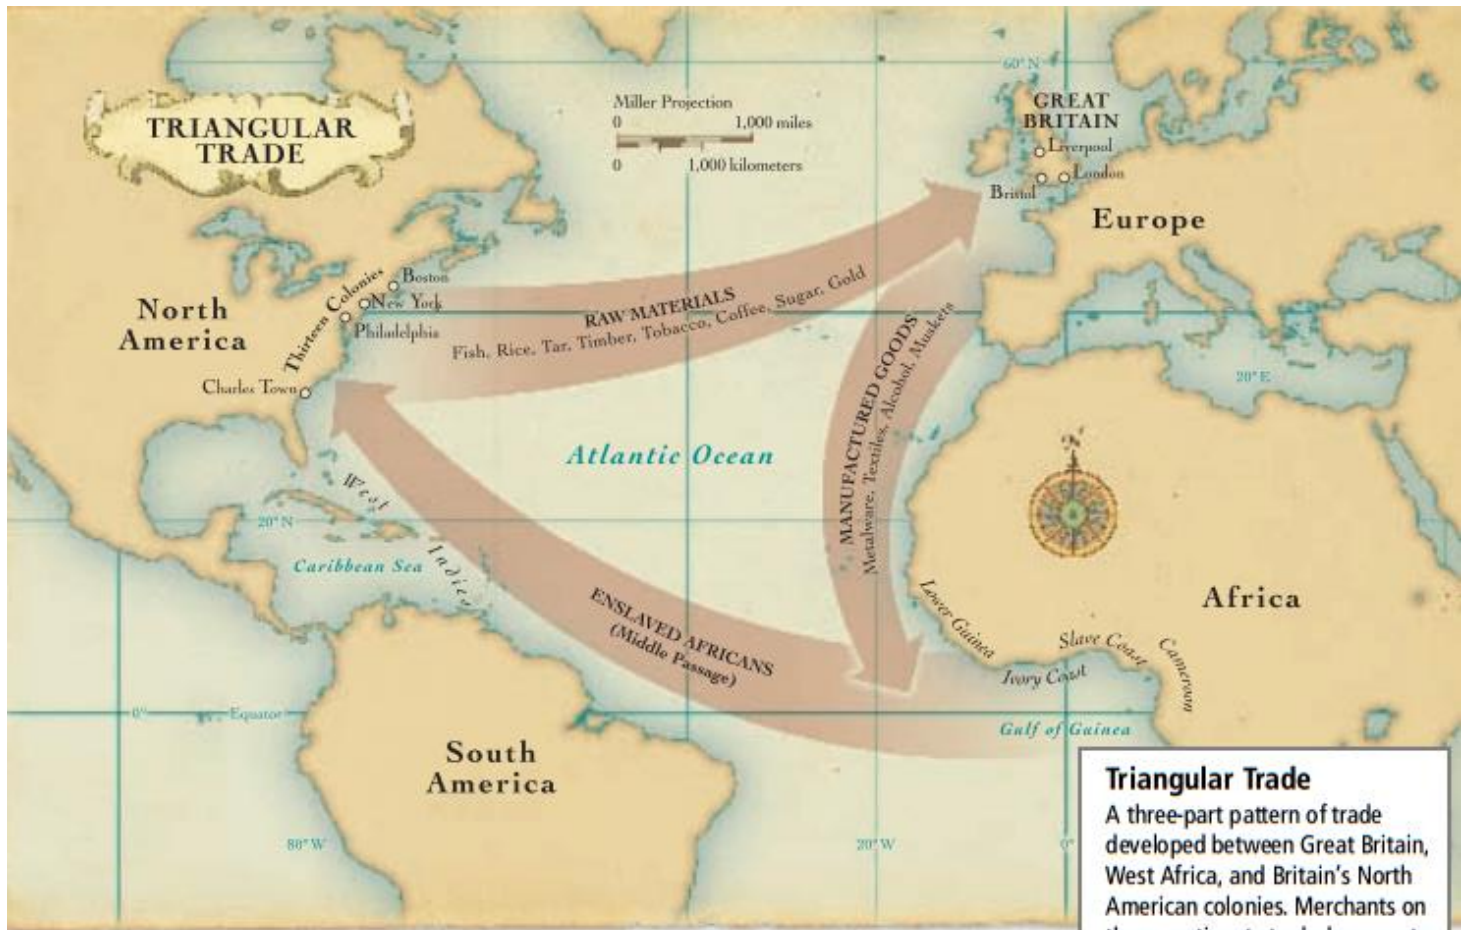 TRIANGULAR
TRADE
Miller Projection
0 1,000 miles
0 1,000 kilometers
60° N
GREAT
BRITAIN
Liverpool
London
Bristol
Europe
North
America
Thirteen Colonies
Boston
New York
Philadelphia
Charles Town
RAW MATERIALS
Fish, Rice, Tar, Timber, Tobacco, Coffee, Sugar, Gold
MANUFACTURED GOODS
Metalware, Textiles, Alcohol, Muskets
20° E
Atlantic Ocean
West
Indies
20° N
Caribbean Sea
ENSLAVED AFRICANS
(Middle Passage)
N
Africa
Lower Guinea
Ivory Coast
Slave Coast
Cameroon
Gulf of Guinea
0° Equator
South
America
80° W
20° W
0°
Triangular Trade
A three-part pattern of trade
developed between Great Britain,
West Africa, and Britain's North
American colonies. Merchants on